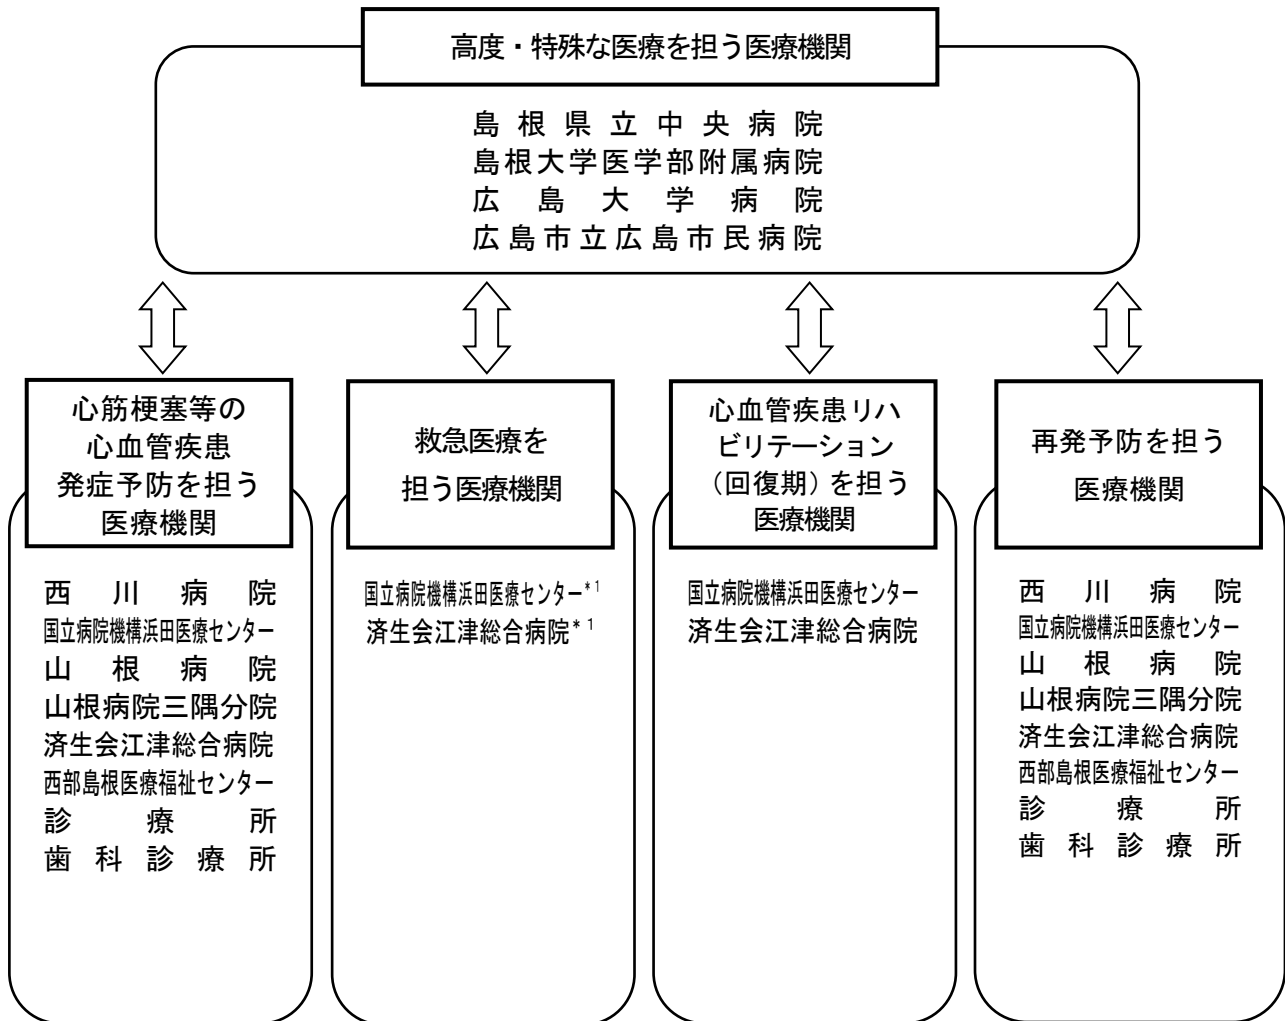 高度・特殊な医療を担う医療機関
島根県立中央病院
島根大学医学部附属病院
広島大学病院
広島市立広島市民病院
心筋梗塞等の
心血管疾患
発症予防を担う
医療機関
西川病院
国立病院機構浜田医療センター
山根病院
山根病院三隅分院
済生会江津総合病院
西部島根医療福祉センター
診療所
歯科診療所
救急医療を
担う医療機関
国立病院機構浜田医療センター*1
済生会江津総合病院*1
心血管疾患リハ
ビリテーション
（回復期）を担う
医療機関
国立病院機構浜田医療センター
済生会江津総合病院
再発予防を担う
医療機関
西川病院
国立病院機構浜田医療センター
山根病院
山根病院三隅分院
済生会江津総合病院
西部島根医療福祉センター
診療所
歯科診療所